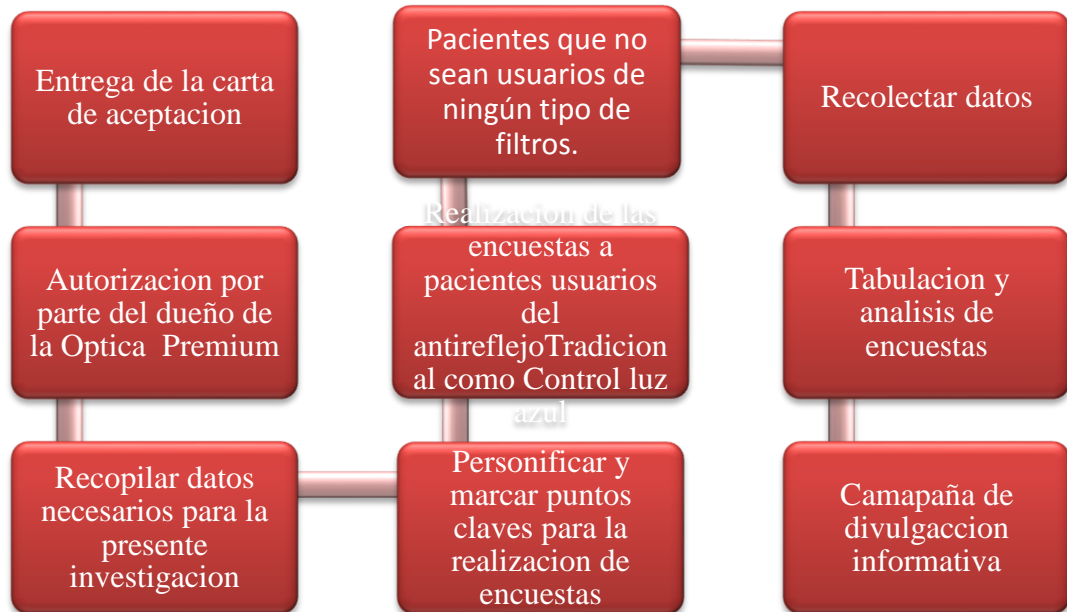 Entrega de la carta
de aceptacion
Autorizacion por
parte del dueño de
la Optica Premium
Recopilar datos
necesarios para la
presente
investigacion
Personificar y
marcar puntos
claves para la
realizacion de
encuestas
Realizacion de las
encuestas a
pacientes usuarios
del
antireflejoTradicion
al como Control luz
azul
Pacientes que no
sean usuarios de
ningún tipo de
filtros.
Recolectar datos
Tabulacion y
analisis de
encuestas
Camapaña de
divulgaccion
informativa